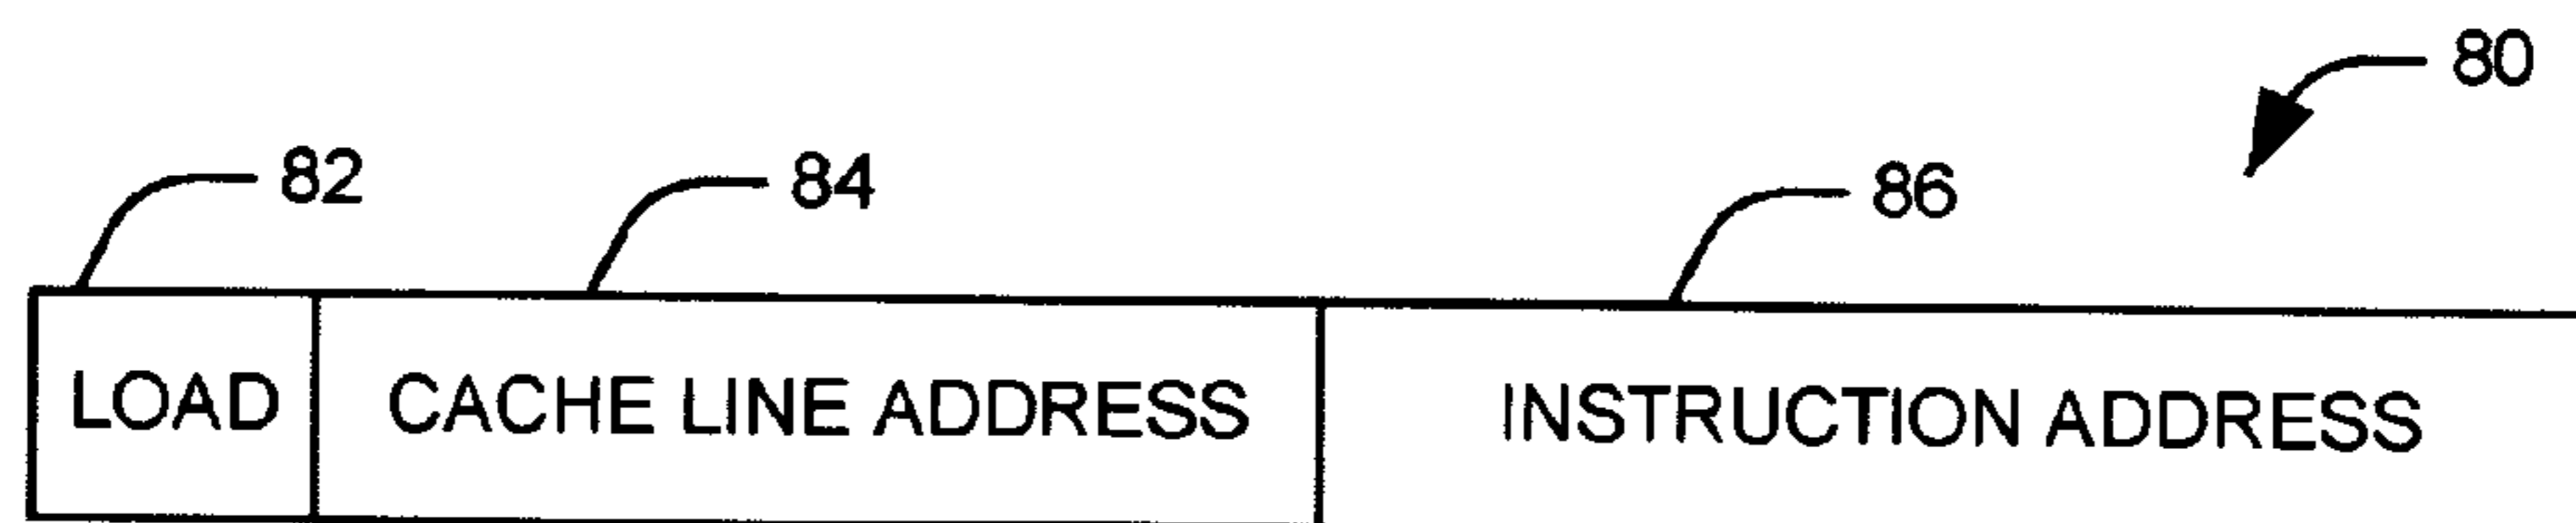 80
82
84
86
LOAD
CACHE LINE ADDRESS
INSTRUCTION ADDRESS